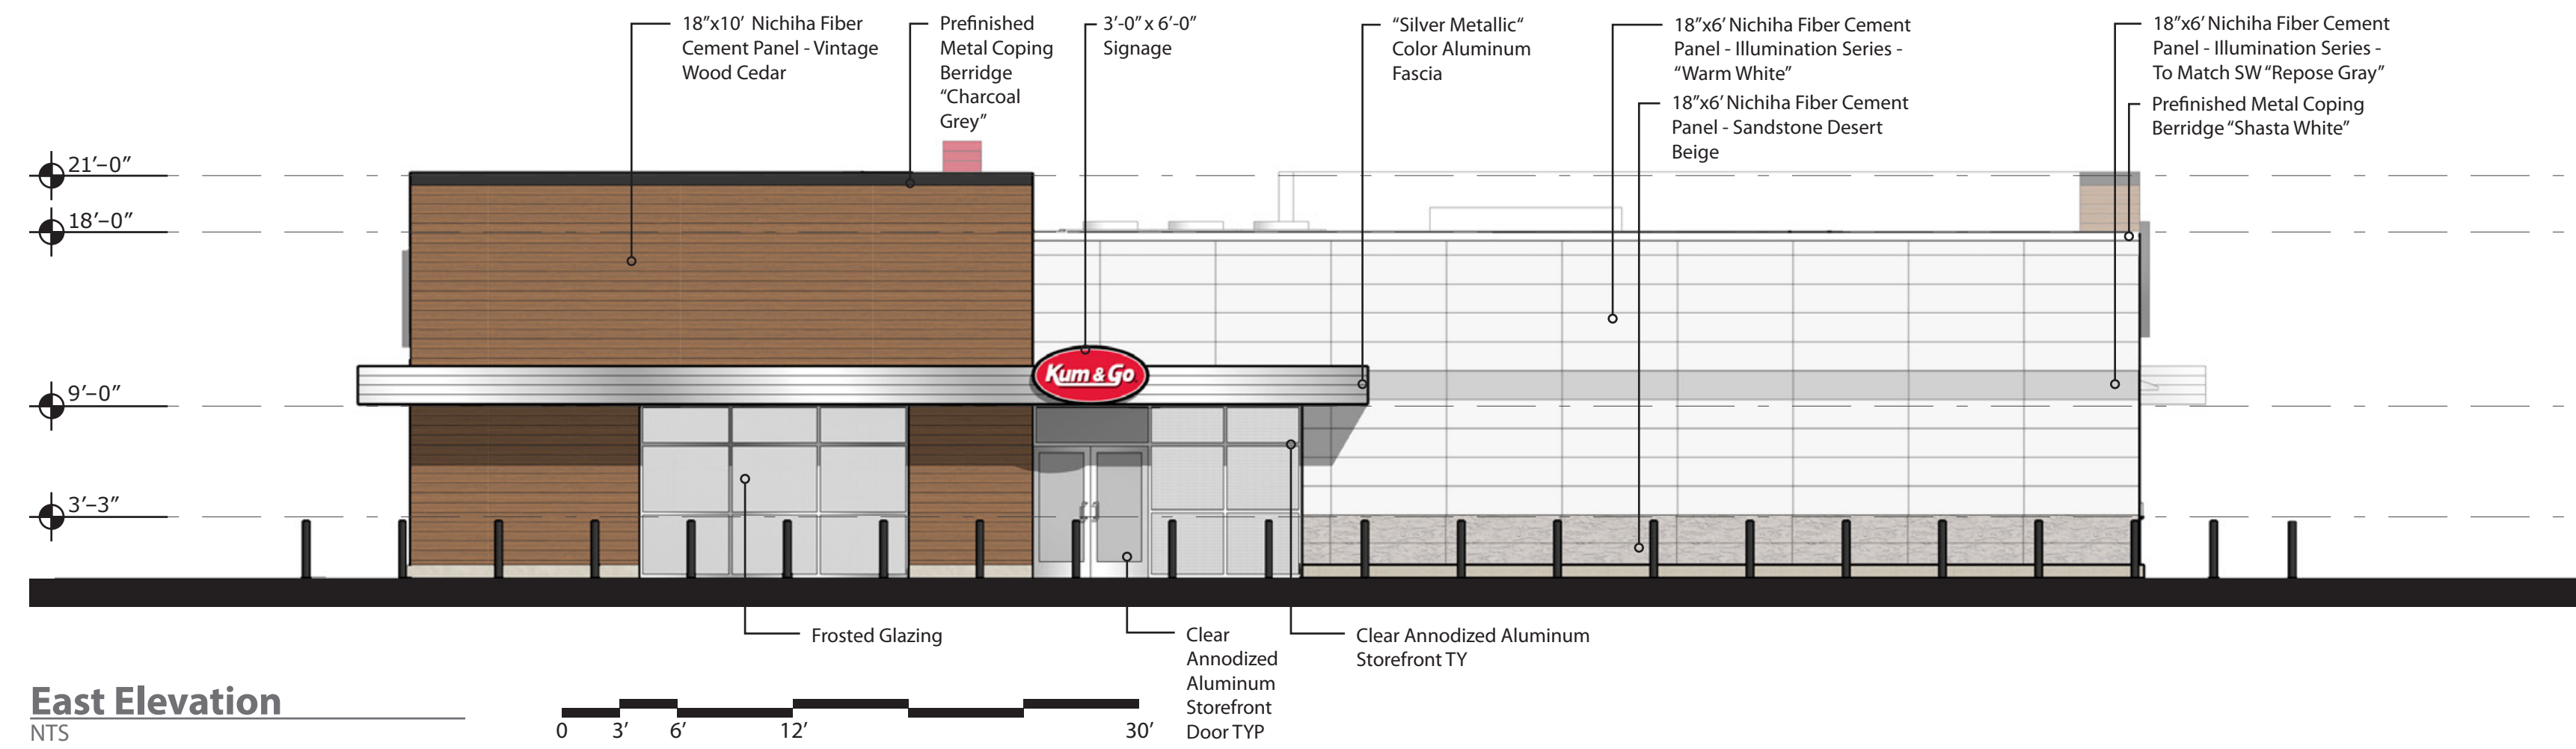 18"x10' Nichiha Fiber
Cement Panel - Vintage
Wood Cedar
Prefinished
Metal Coping
Berridge
“Charcoal
Grey”
3'-0" x 6'-0"
Signage
“Silver Metallic“
Color Aluminum
Fascia
18"x6' Nichiha Fiber Cement
Panel - Illumination Series -
“Warm White”
18"x6' Nichiha Fiber Cement
Panel - Sandstone Desert
Beige
18"x6' Nichiha Fiber Cement
Panel - Illumination Series -
To Match SW “Repose Gray”
Prefinished Metal Coping
Berridge “Shasta White”
21'–0"
18'–0"
9'–0"
3'–3"
Kum & Go
Frosted Glazing
Clear
Annodized
Aluminum
Storefront
Door TYP
Clear Annodized Aluminum
Storefront TY
East Elevation
NTS
0 3' 6' 12' 30'